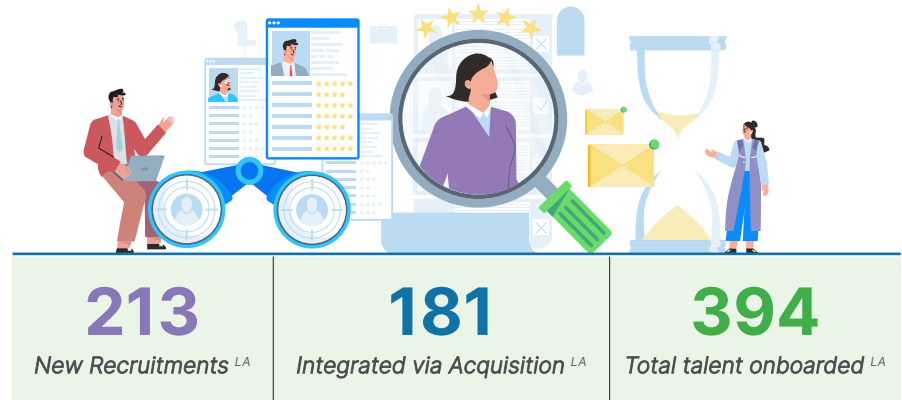 213
New Recruitments LA
181
Integrated via Acquisition LA
394
Total talent onboarded LA